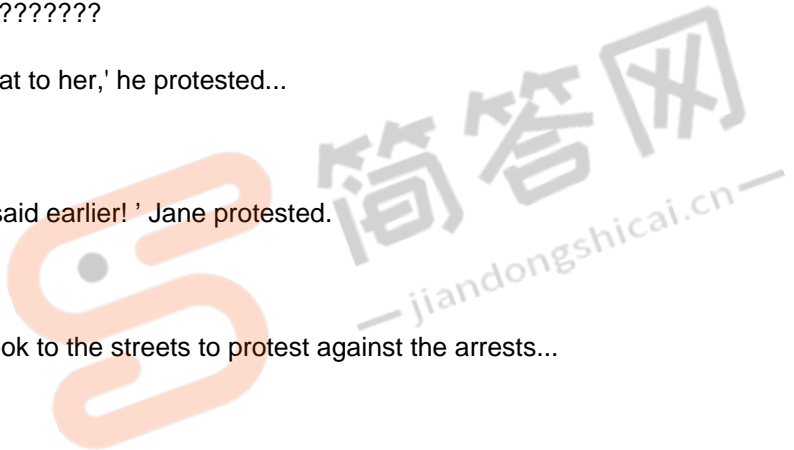 ???????
at to her,' he protested...
said earlier! ’ Jane protested.
ok to the streets to protest against the arrests...
简答网
jiandongshicai.cn